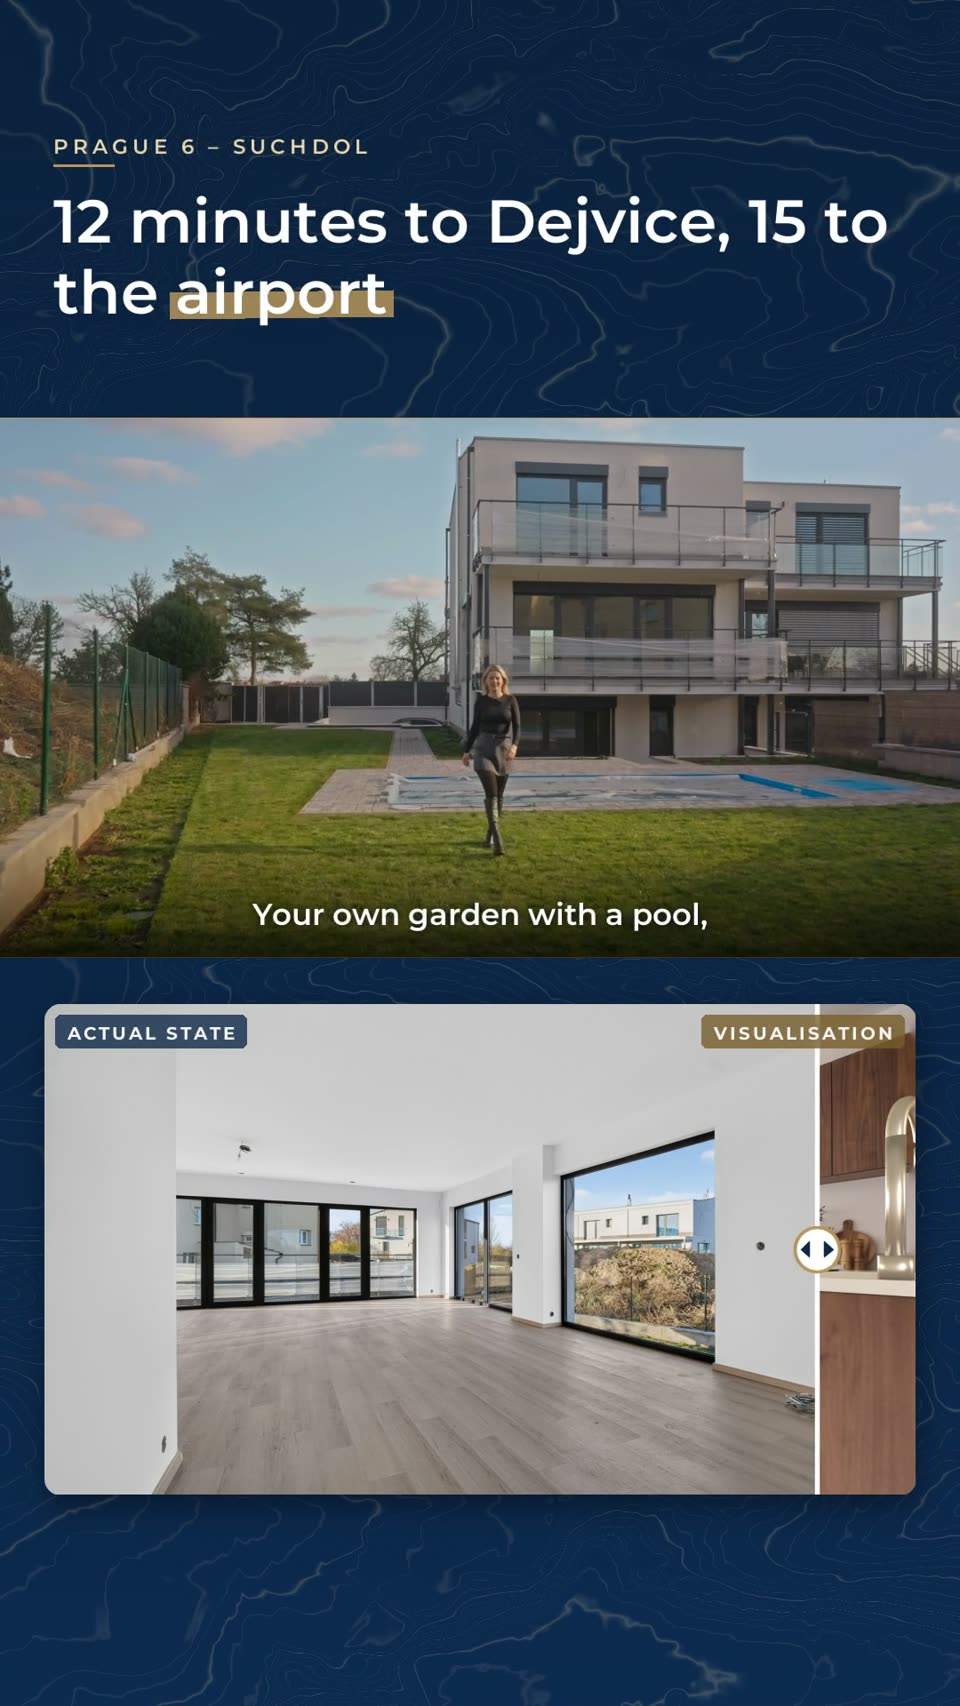 PRAGUE 6 – SUCHDOL
12 minutes to Dejvice, 15 to
the airport
Your own garden with a pool,
ACTUAL STATE
VISUALISATION